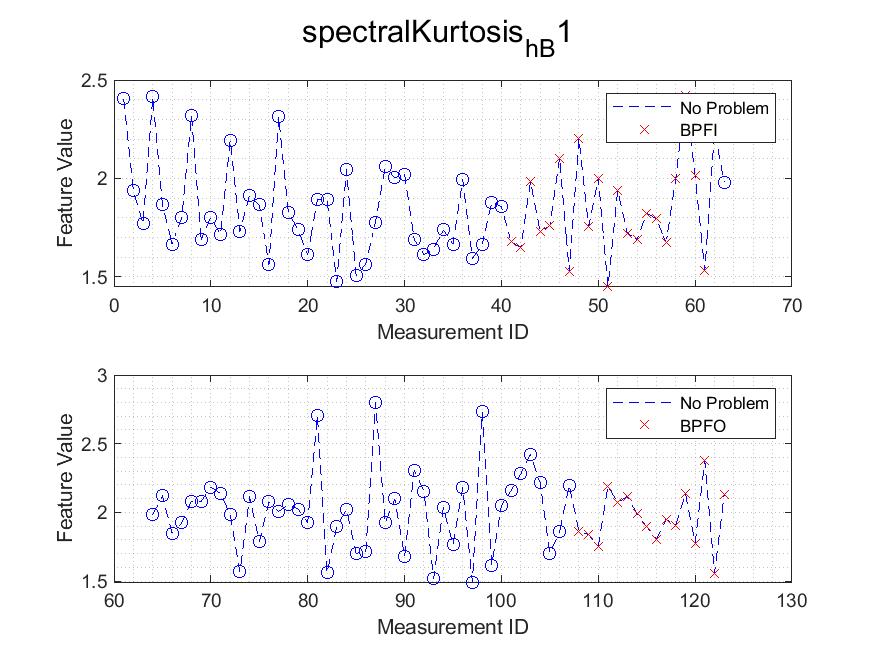 spectralKurtosis_hB1
2.5
2
1.5
Feature Value
No Problem
BPFI
0 10 20 30 40 50 60 70
Measurement ID
3
2.5
2
1.5
Feature Value
No Problem
BPFO
60 70 80 90 100 110 120 130
Measurement ID